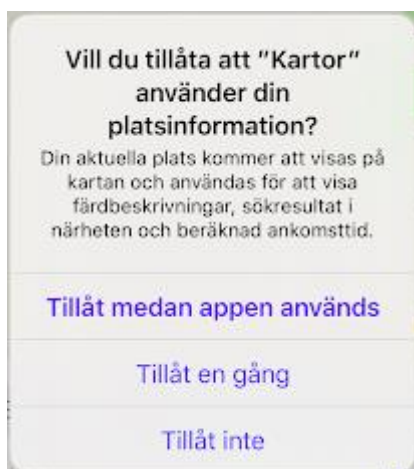 Vill du tillåta att ”Kartor”
använder din
platsinformation?
Din aktuella plats kommer att visas på
kartan och användas för att visa
färdbeskrivningar, sökresultat i
närheten och beräknad ankomsttid.
Tillåt medan appen används
Tillåt en gång
Tillåt inte